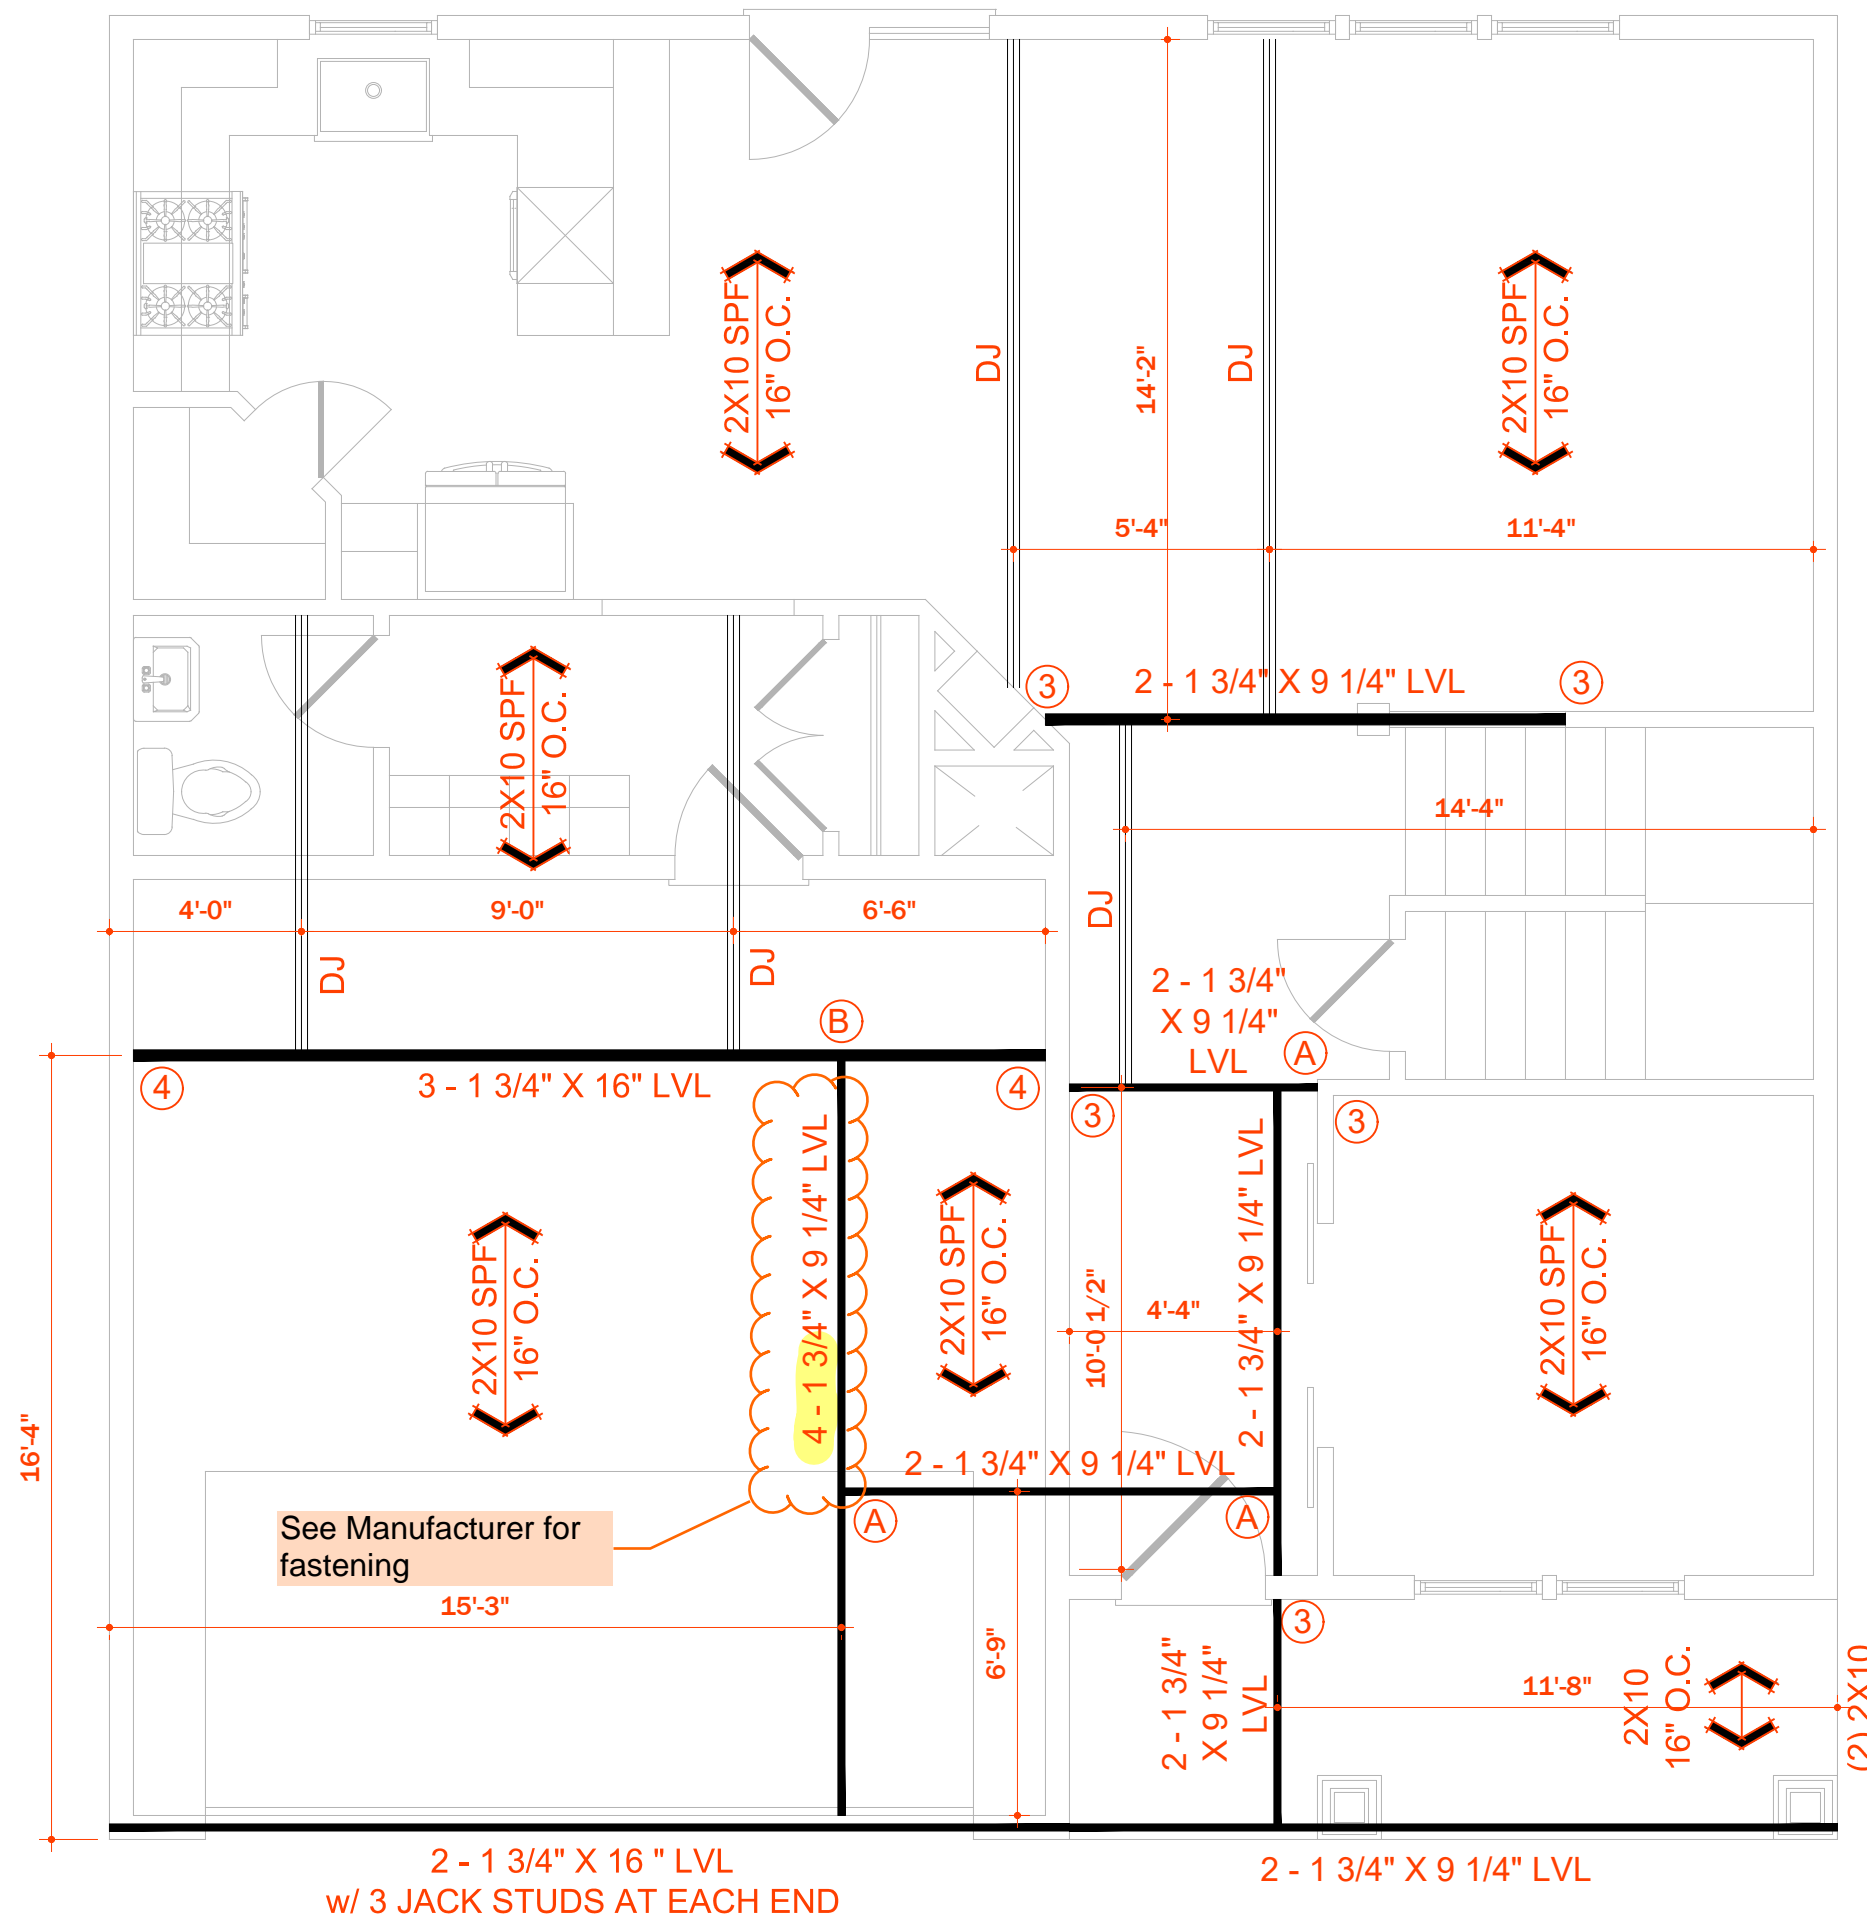 2X10 SPF
16" O.C.
DJ
14'-2"
DJ
2X10 SPF
16" O.C.
5'-4"
11'-4"
3
2 - 1 3/4" X 9 1/4" LVL
3
2X10 SPF
16" O.C.
14'-4"
4'-0"
9'-0"
6'-6"
DJ
DJ
DJ
2 - 1 3/4"
X 9 1/4"
LVL
A
B
4
3 - 1 3/4" X 16" LVL
4
3
3
4 - 1 3/4" X 9 1/4" LVL
2X10 SPF
16" O.C.
2X10 SPF
16" O.C.
10'-0 1/2"
4'-4"
2 - 1 3/4" X 9 1/4" LVL
2X10 SPF
16" O.C.
16'-4"
2 - 1 3/4" X 9 1/4" LVL
A
A
See Manufacturer for
fastening
15'-3"
6'-9"
3
2 - 1 3/4"
X 9 1/4"
LVL
11'-8"
2X10
16" O.C.
(2) 2X10
2 - 1 3/4" X 16 " LVL
w/ 3 JACK STUDS AT EACH END
2 - 1 3/4" X 9 1/4" LVL